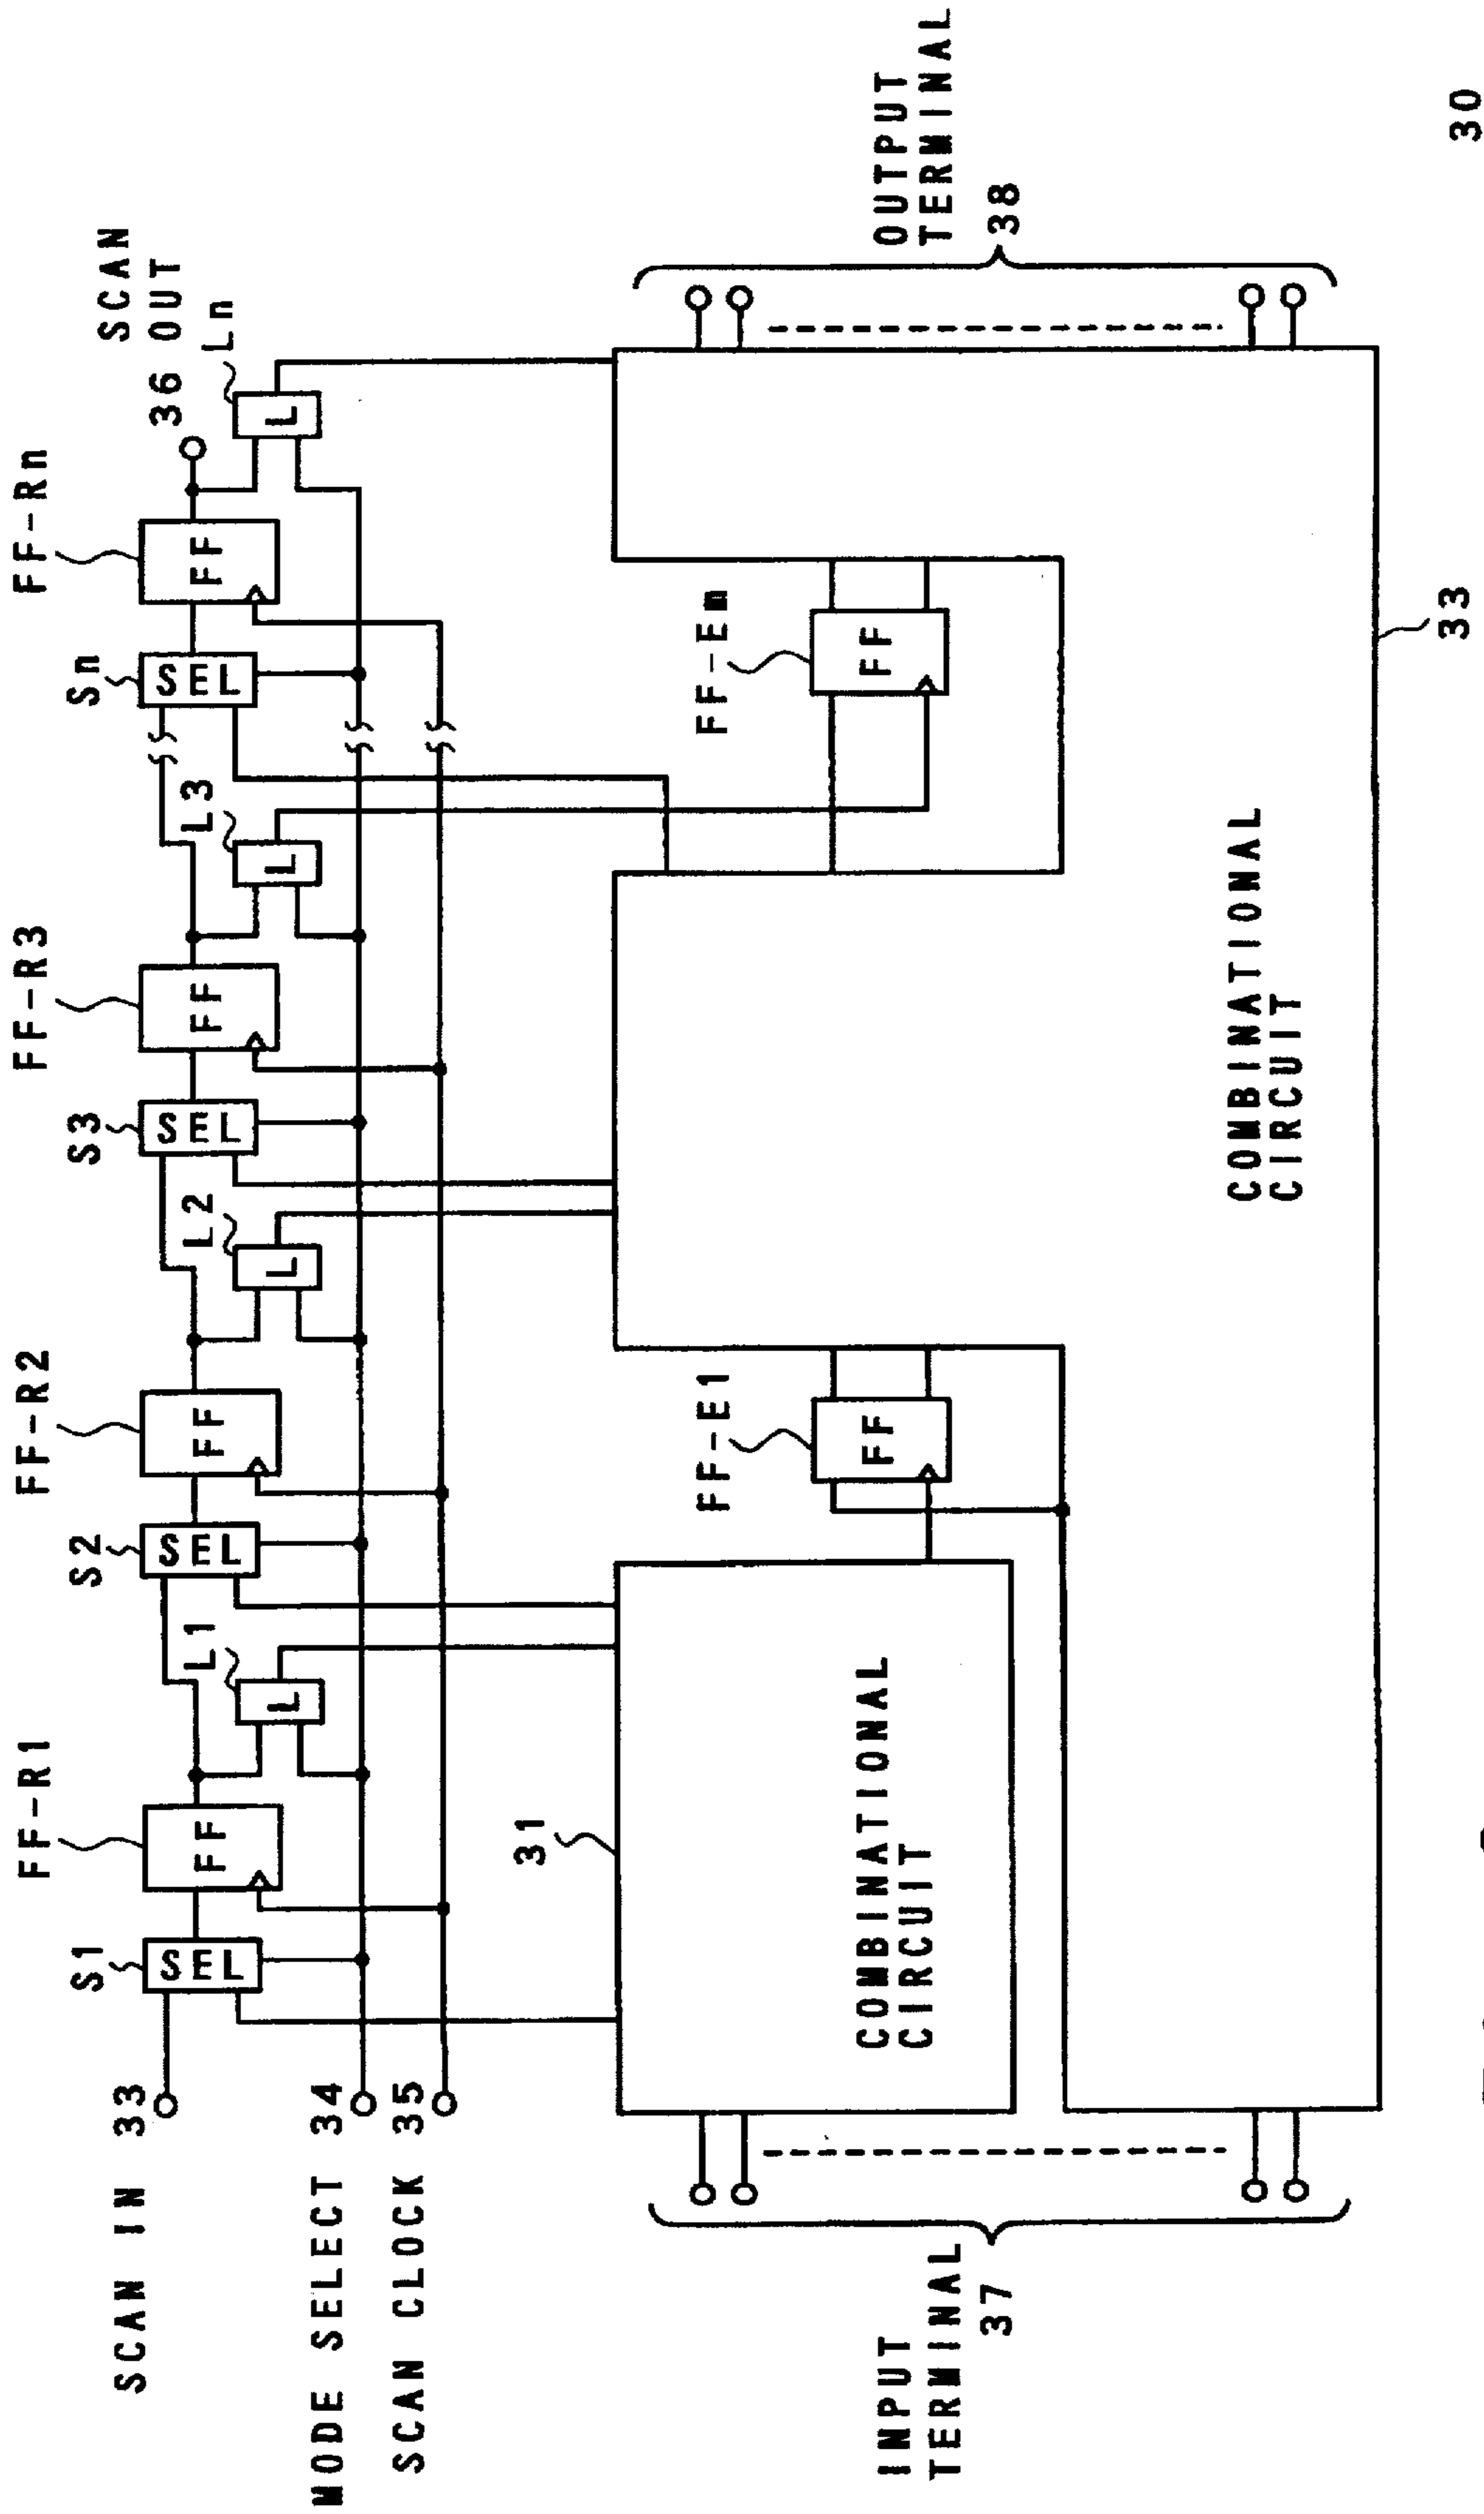 FF-R1
FF-R2
FF-R3
FF-Rn
S1
S2
S3
Sn
SCAN IN 33
SEL
FF
SEL
FF
SEL
FF
SEL
FF
36
SCAN
OUT
L1
L2
L3
Ln
L
L
L
L
MODE SELECT 34
SCAN CLOCK 35
31
FF-E1
FF-Em
FF
FF
INPUT
TERMINAL
37
COMBINATIONAL
CIRCUIT
OUTPUT
TERMINAL
38
COMBINATIONAL
CIRCUIT
33
30